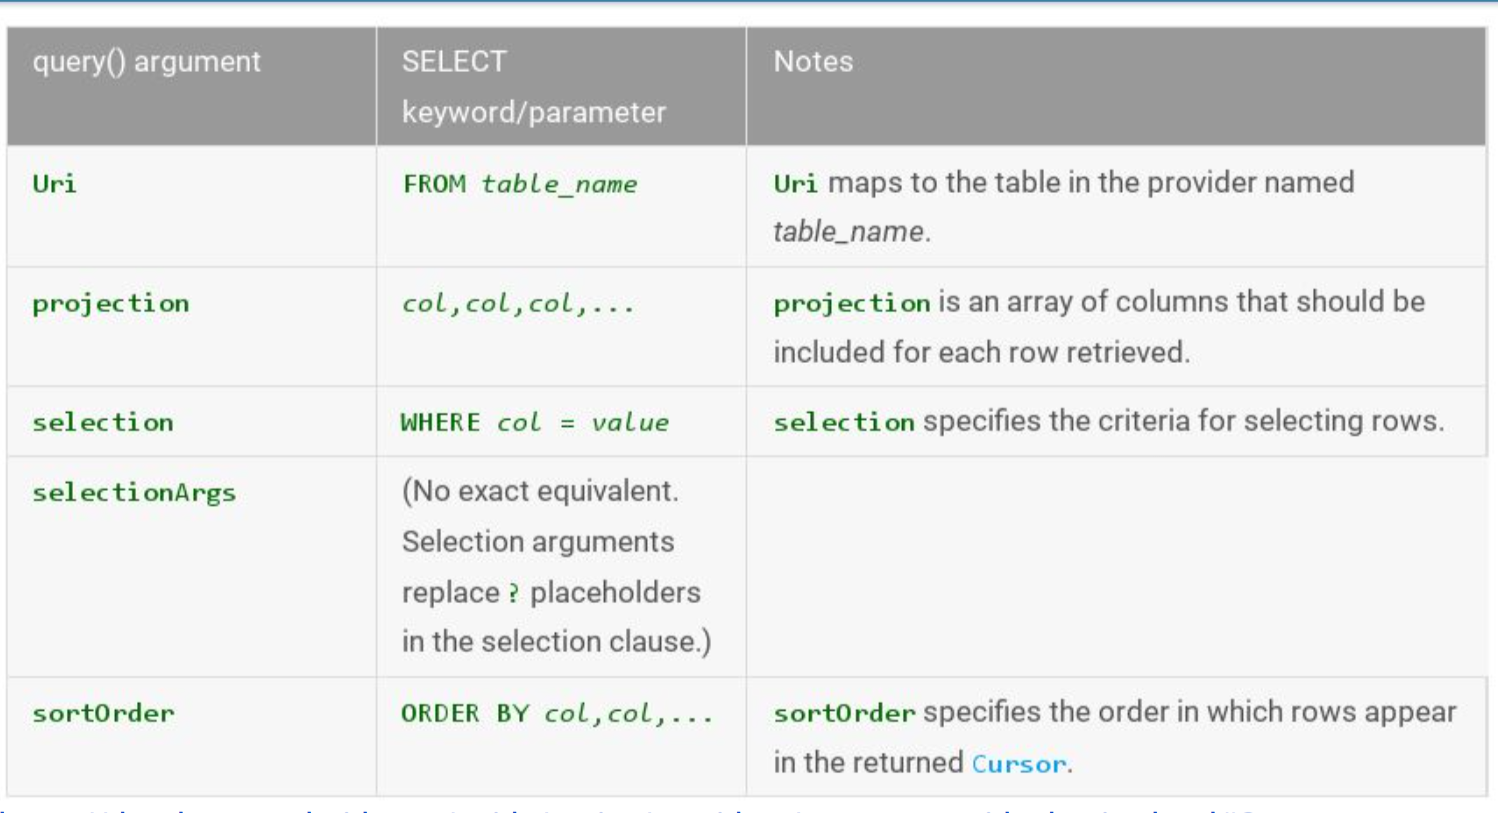 query() argument
SELECT
keyword/parameter
Notes
Uri
FROM table_name
Uri maps to the table in the provider named
table_name.
projection
col,col,col,...
projection is an array of columns that should be
included for each row retrieved.
selection
WHERE col = value
selection specifies the criteria for selecting rows.
selectionArgs
(No exact equivalent.
Selection arguments
replace ? placeholders
in the selection clause.)
sortOrder
ORDER BY col,col,...
sortOrder specifies the order in which rows appear
in the returned Cursor.